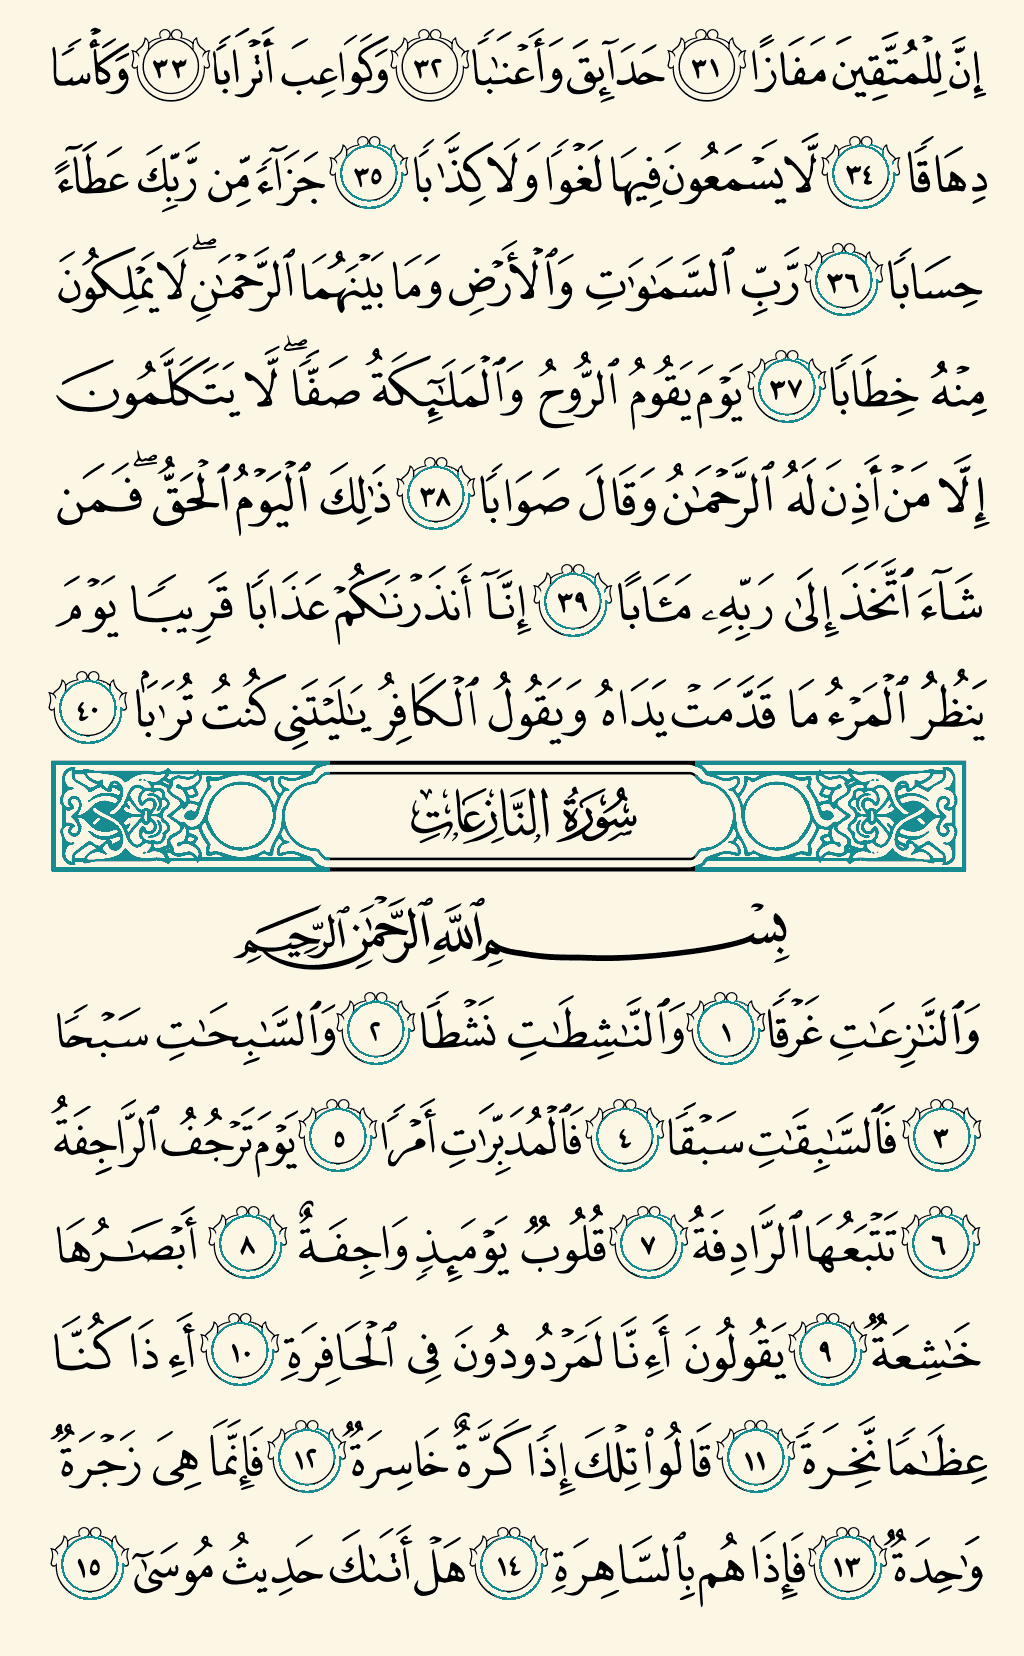 إِنَّ لِلْمُتَّقِينَ مَفَازًا ٣١ حَدَآئِقَ وَأَعْنَٰبًا ٣٢ وَكَوَاعِبَ أَتْرَابًا ٣٣ وَكَأْسًا
دِهَاقًا ٣٤ لَّا يَسْمَعُونَ فِيهَا لَغْوًا وَلَا كِذَّٰبًا ٣٥ جَزَآءً مِّن رَّبِّكَ عَطَآءً
حِسَابًا ٣٦ رَّبِّ ٱلسَّمَٰوَٰتِ وَٱلْأَرْضِ وَمَا بَيْنَهُمَا ٱلرَّحْمَٰنِۖ لَا يَمْلِكُونَ
مِنْهُ خِطَابًا ٣٧ يَوْمَ يَقُومُ ٱلرُّوحُ وَٱلْمَلَٰٓئِكَةُ صَفًّاۖ لَّا يَتَكَلَّمُونَ
إِلَّا مَنْ أَذِنَ لَهُ ٱلرَّحْمَٰنُ وَقَالَ صَوَابًا ٣٨ ذَٰلِكَ ٱلْيَوْمُ ٱلْحَقُّۖ فَمَن
شَآءَ ٱتَّخَذَ إِلَىٰ رَبِّهِۦ مَـَٔابًا ٣٩ إِنَّآ أَنذَرْنَٰكُمْ عَذَابًا قَرِيبًا يَوْمَ
يَنظُرُ ٱلْمَرْءُ مَا قَدَّمَتْ يَدَاهُ وَيَقُولُ ٱلْكَافِرُ يَٰلَيْتَنِى كُنتُ تُرَٰبًۢا ٤٠
سُورَةُ النَّازِعَاتِ
بِسْمِ ٱللَّهِ ٱلرَّحْمَٰنِ ٱلرَّحِيمِ
وَٱلنَّٰزِعَٰتِ غَرْقًا ١ وَٱلنَّٰشِطَٰتِ نَشْطًا ٢ وَٱلسَّٰبِحَٰتِ سَبْحًا
٣ فَٱلسَّٰبِقَٰتِ سَبْقًا ٤ فَٱلْمُدَبِّرَٰتِ أَمْرًا ٥ يَوْمَ تَرْجُفُ ٱلرَّاجِفَةُ
٦ تَتْبَعُهَا ٱلرَّادِفَةُ ٧ قُلُوبٌ يَوْمَئِذٍ وَاجِفَةٌ ٨ أَبْصَٰرُهَا
خَٰشِعَةٌ ٩ يَقُولُونَ أَءِنَّا لَمَرْدُودُونَ فِى ٱلْحَافِرَةِ ١٠ أَءِذَا كُنَّا
عِظَٰمًا نَّخِرَةً ١١ قَالُوا۟ تِلْكَ إِذًا كَرَّةٌ خَاسِرَةٌ ١٢ فَإِنَّمَا هِىَ زَجْرَةٌ
وَٰحِدَةٌ ١٣ فَإِذَا هُم بِٱلسَّاهِرَةِ ١٤ هَلْ أَتَىٰكَ حَدِيثُ مُوسَىٰٓ ١٥